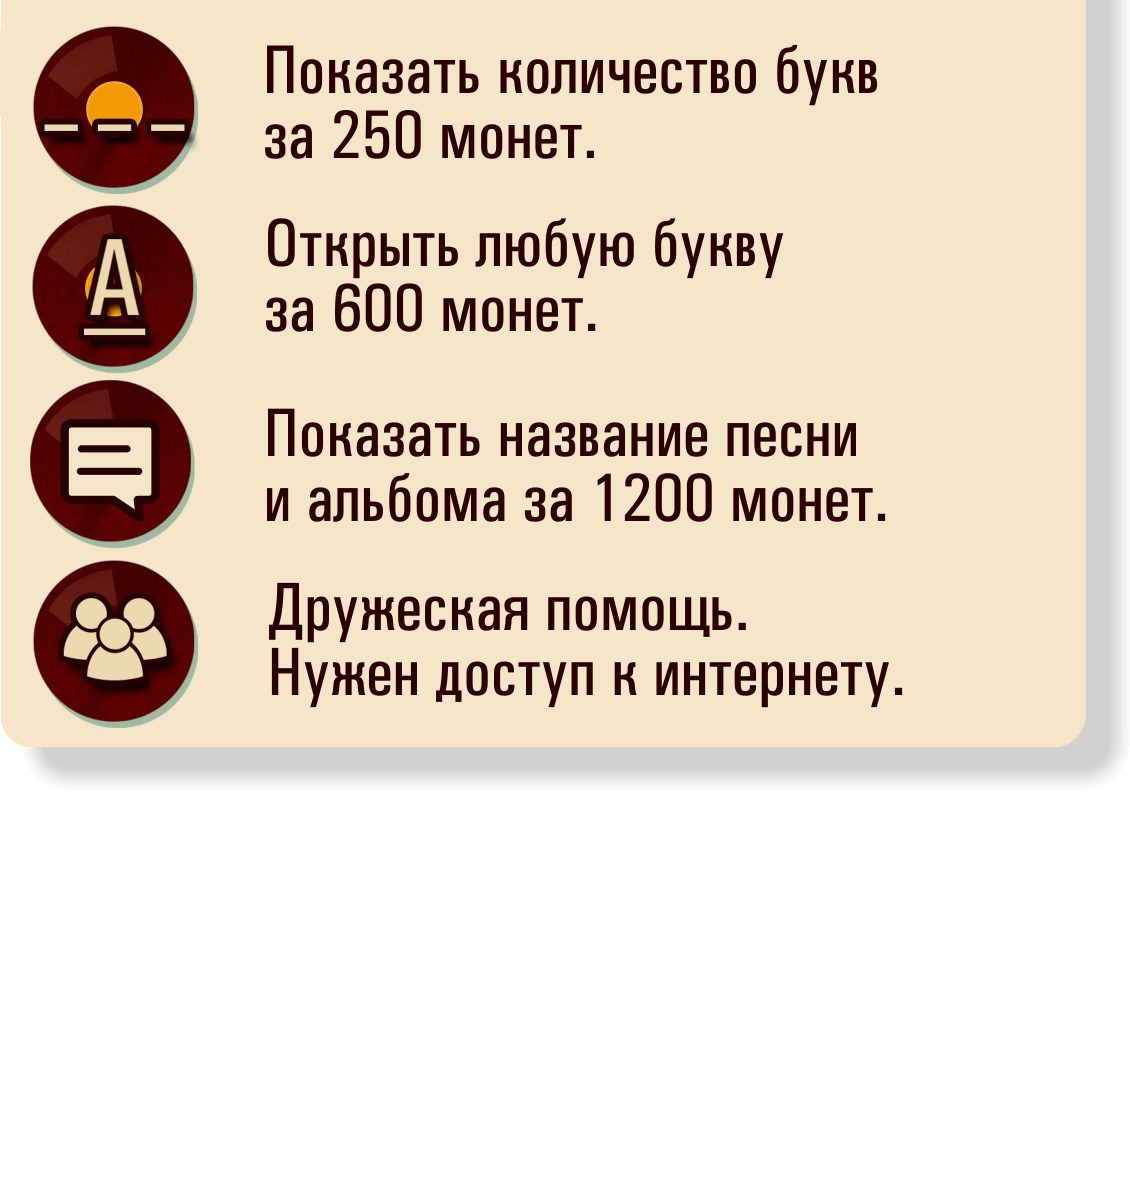 Показать количество букв
за 250 монет.
А
Открыть любую букву
за 600 монет.
Показать название песни
и альбома за 1200 монет.
Дружеская помощь.
Нужен доступ к интернету.